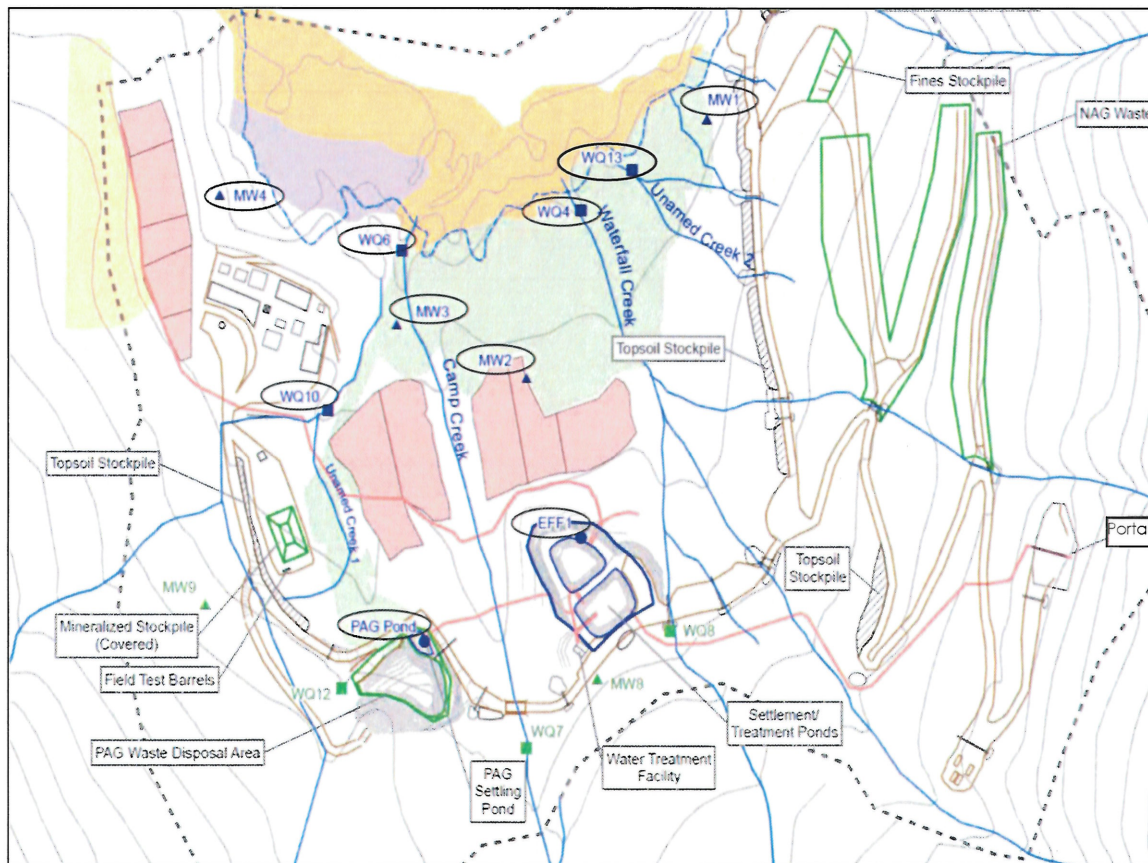 Fines Stockpile
MW1
NAG Waste
WQ13
MW4
WQ4
Unamed Creek 2
WQ6
Waterfall Creek
MW3
Topsoil Stockpile
MW2
WQ10
Camp Creek
Topsoil Stockpile
Unamed Creek 1
EFF1
Porta
Topsoil
Stockpile
MW9
PAG Pond
WQ8
Mineralized Stockpile
(Covered)
Field Test Barrels
WQ12
MW8
Settlement/
Treatment Ponds
PAG Waste Disposal Area
WQ7
PAG
Settling
Pond
Water Treatment
Facility